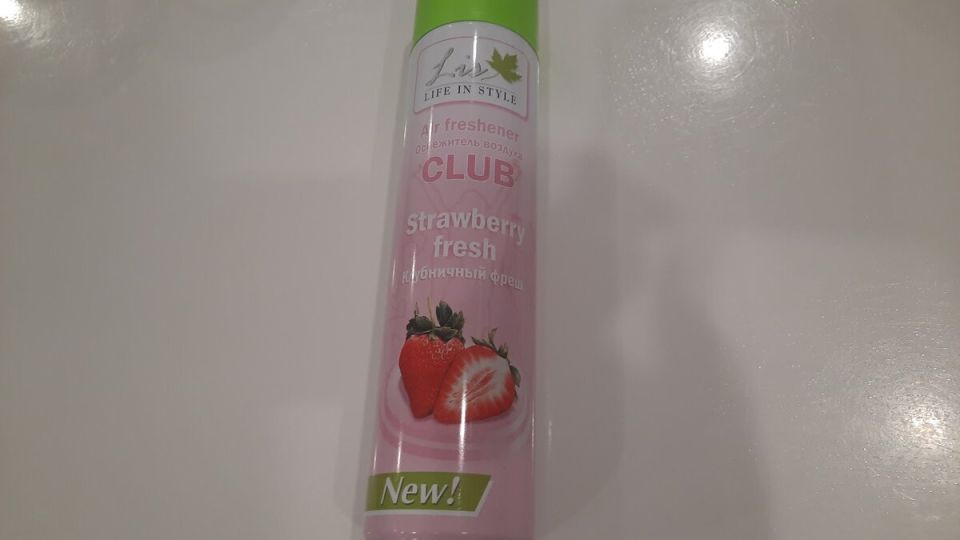 Lis
LIFE IN STYLE
Air freshener
Освежитель воздуха
CLUB
Strawberry
fresh
Клубничный фреш
New!